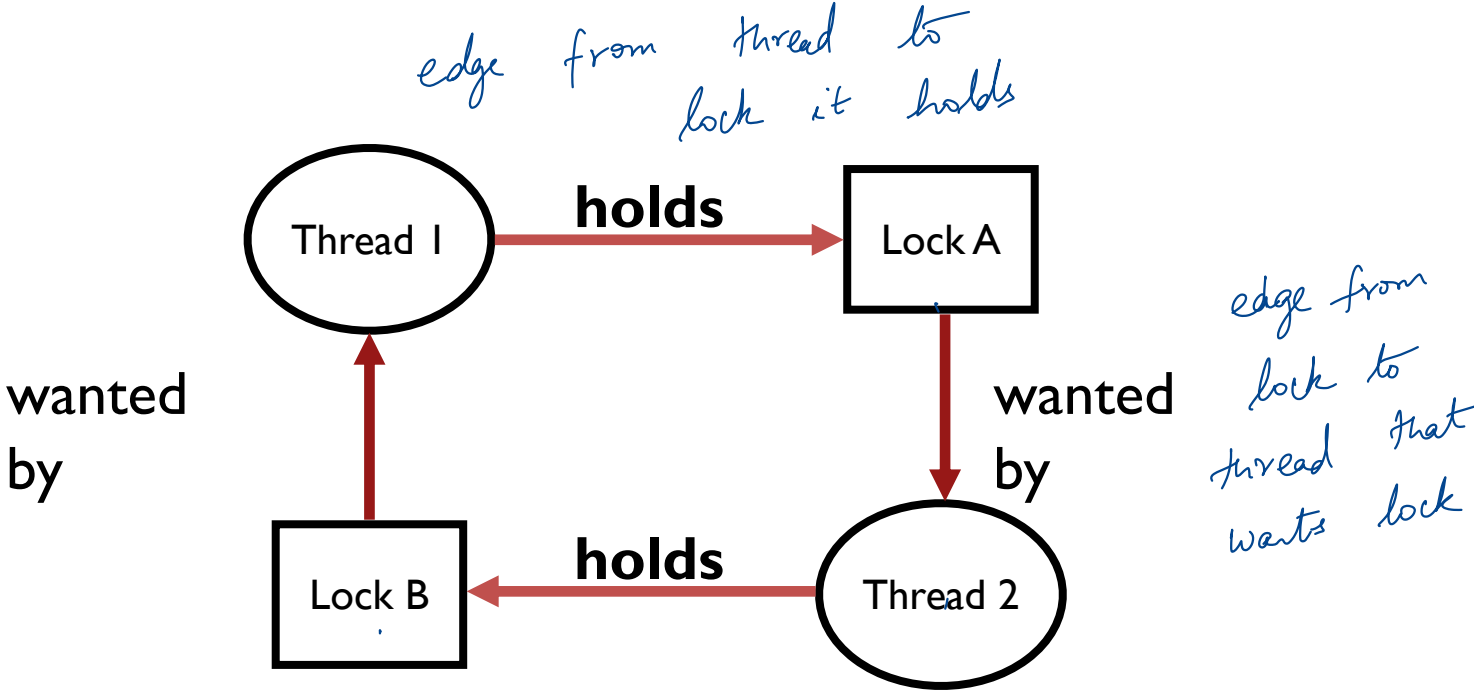 edge from thread to
lock it holds
holds
Thread 1
Lock A
edge from
lock to
thread that
wants lock
wanted
by
wanted
by
holds
Lock B
Thread 2